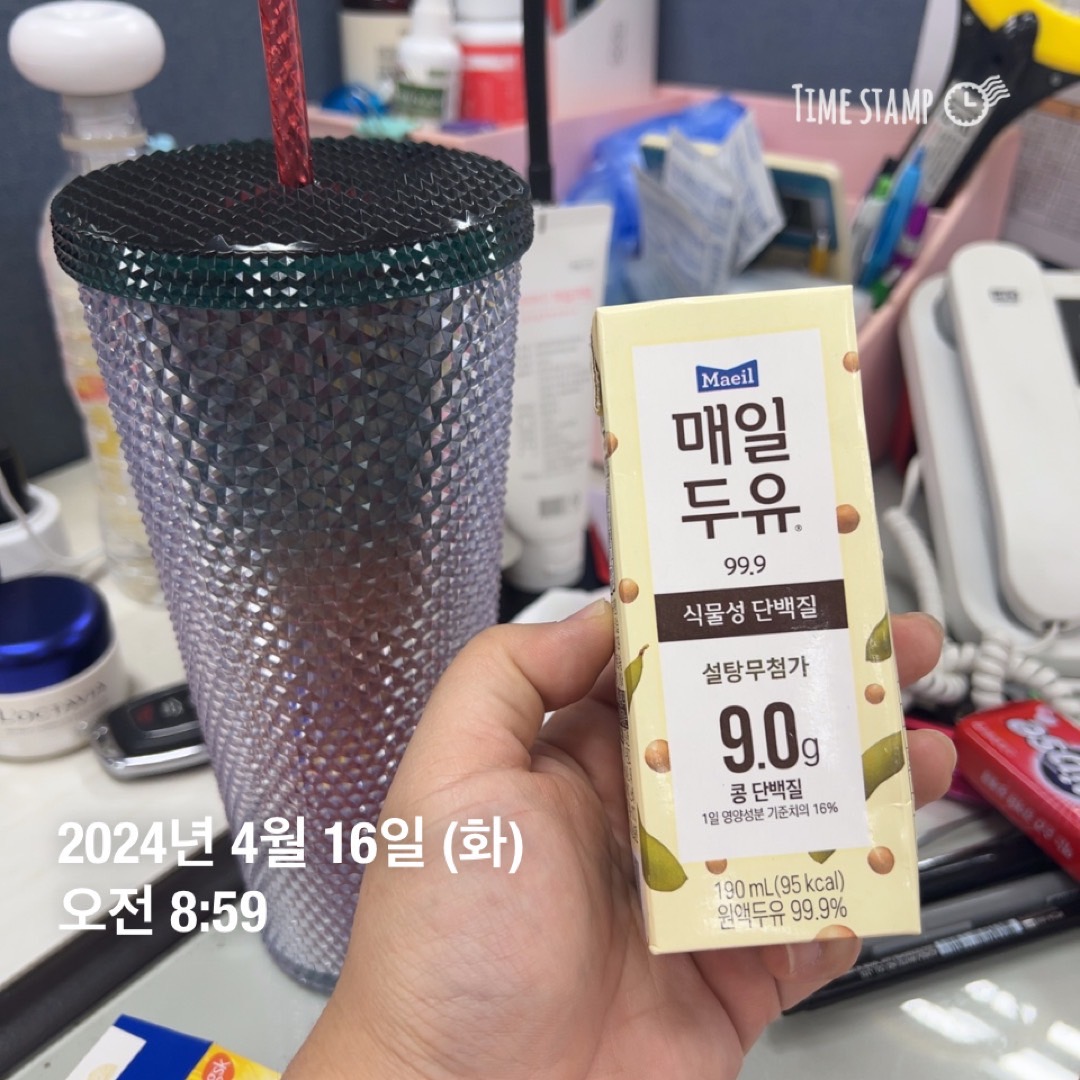 TIME STAMP
Maeil
매일
두유
99.9
식물성 단백질
설탕무첨가
9.0g
콩 단백질
1일 영양성분 기준치의 16%
190 mL(95 kcal)
원액두유 99.9%
2024년 4월 16일 (화)
오전 8:59